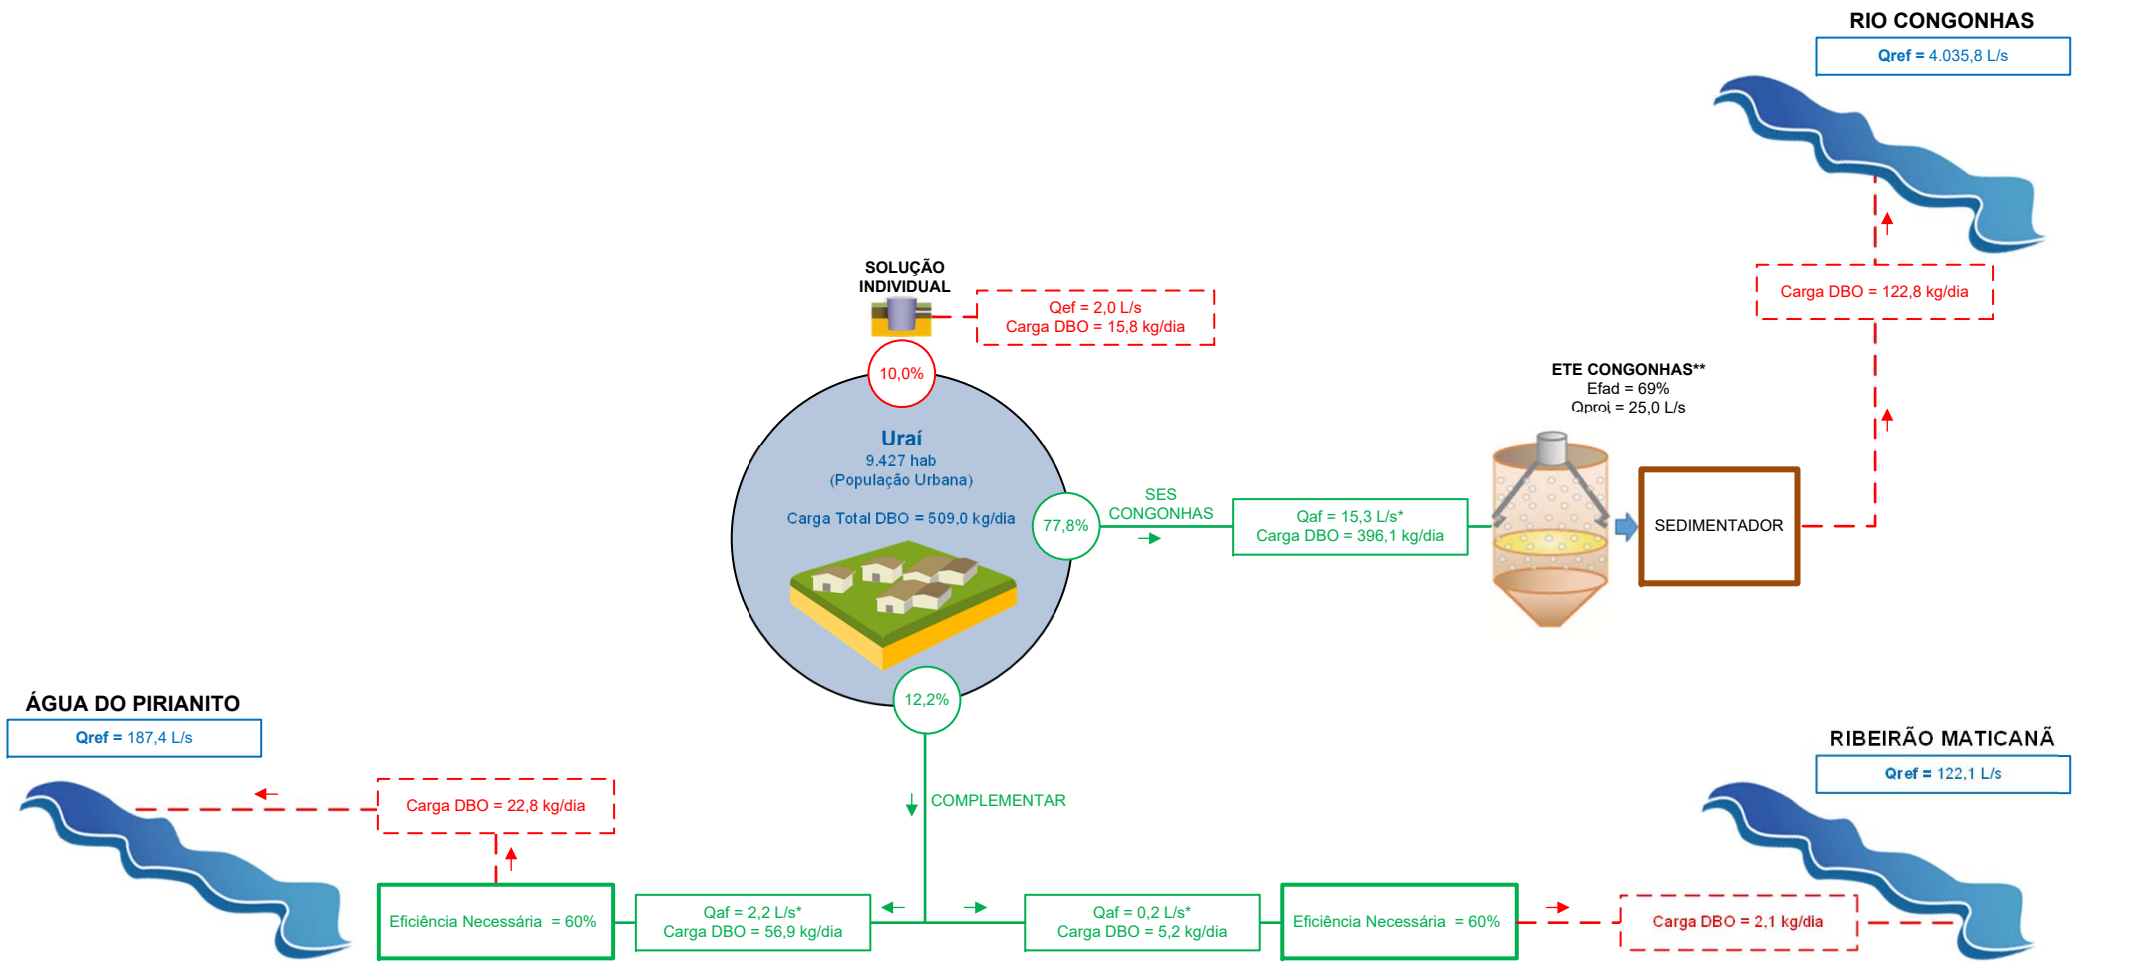 RIO CONGONHAS
Qref = 4.035,8 L/s
Carga DBO = 122,8 kg/dia
SOLUÇÃO
INDIVIDUAL
Qef = 2,0 L/s
Carga DBO = 15,8 kg/dia
10,0%
ETE CONGONHAS**
Efad = 69%
Qproj = 25,0 L/s
Uraí
9.427 hab
(População Urbana)
Carga Total DBO = 509,0 kg/dia
77,8%
SES
CONGONHAS
Qaf = 15,3 L/s*
Carga DBO = 396,1 kg/dia
SEDIMENTADOR
12,2%
ÁGUA DO PIRIANITO
Qref = 187,4 L/s
RIBEIRÃO MATICANÃ
Qref = 122,1 L/s
Carga DBO = 22,8 kg/dia
COMPLEMENTAR
Eficiência Necessária = 60%
Qaf = 2,2 L/s*
Carga DBO = 56,9 kg/dia
Qaf = 0,2 L/s*
Carga DBO = 5,2 kg/dia
Eficiência Necessária = 60%
Carga DBO = 2,1 kg/dia